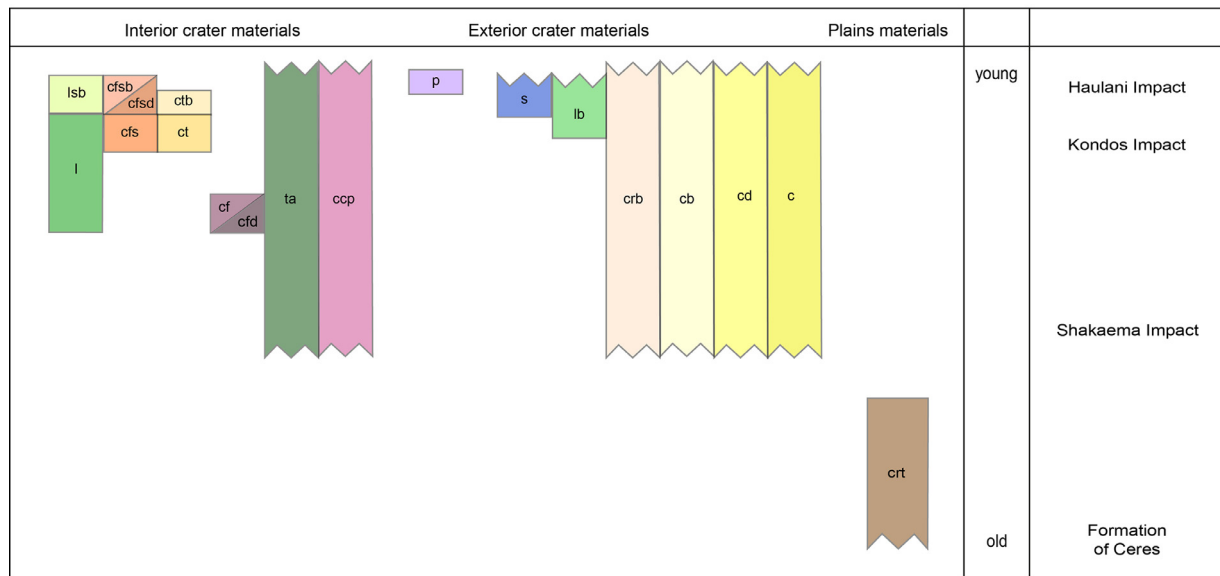 Interior crater materials
Exterior crater materials
Plains materials
lsb
cfsb
cfsd
ctb
p
s
lb
young
Haulani Impact
l
cfs
ct
Kondos Impact
cf
cfd
ta
ccp
crb
cb
cd
c
Shakaema Impact
crt
old
Formation
of Ceres